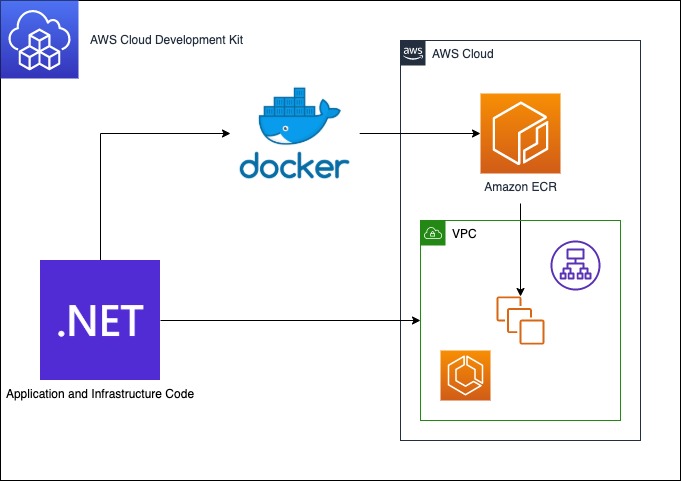 AWS Cloud Development Kit
aws
AWS Cloud
docker
Amazon ECR
VPC
.NET
Application and Infrastructure Code